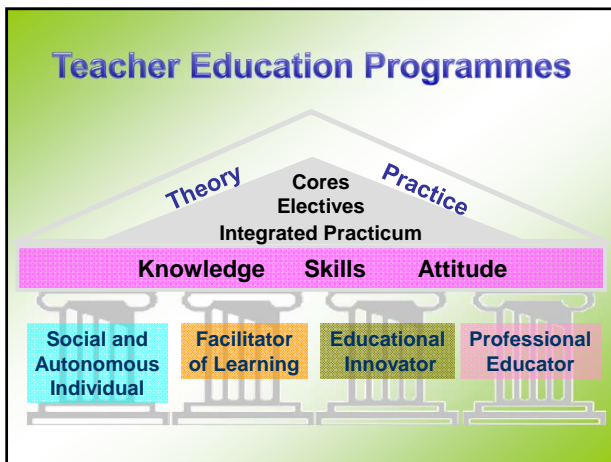 Teacher Education Programmes
Theory
Practice
Cores
Electives
Integrated Practicum
Knowledge Skills Attitude
Social and
Autonomous
Individual
Facilitator
of Learning
Educational
Innovator
Professional
Educator